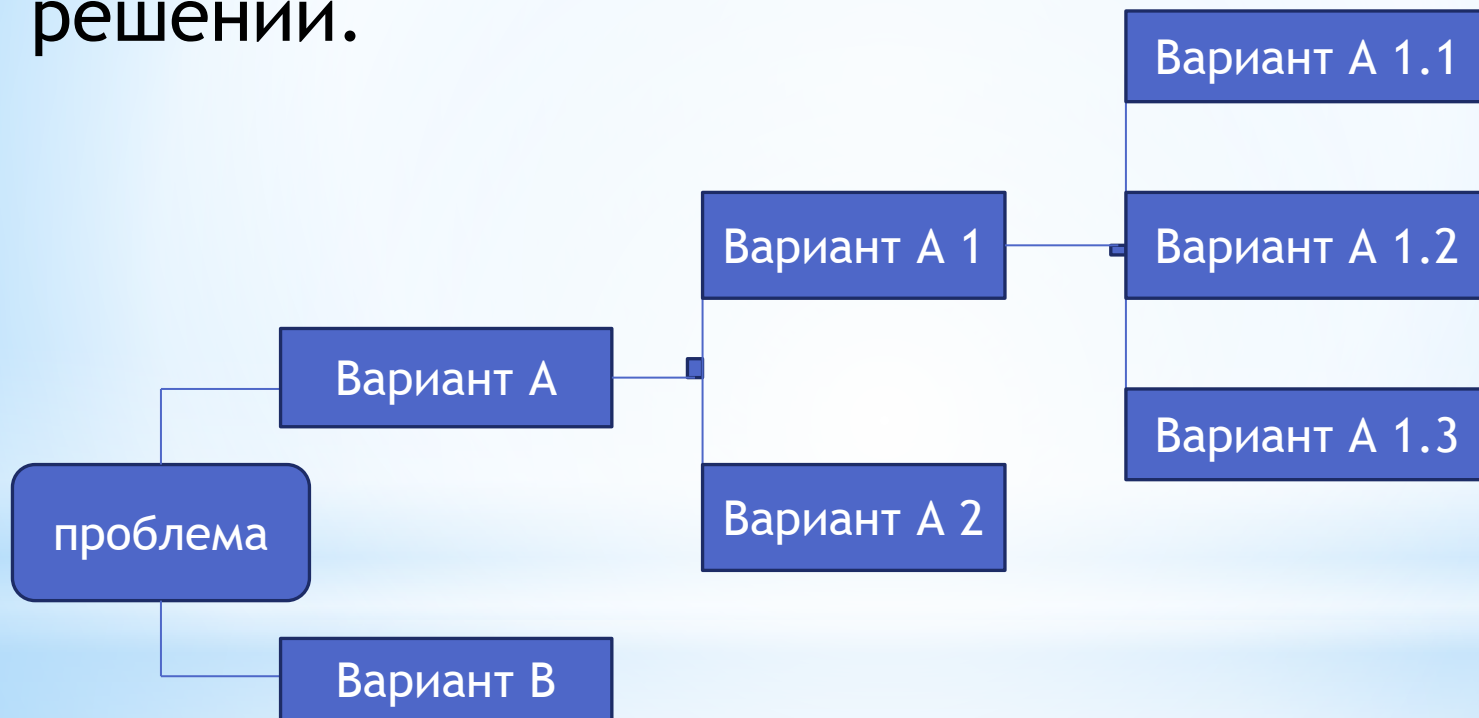 решений.
Вариант А 1.1
Вариант А 1
Вариант А 1.2
Вариант А
Вариант А 1.3
Вариант А 2
проблема
Вариант В